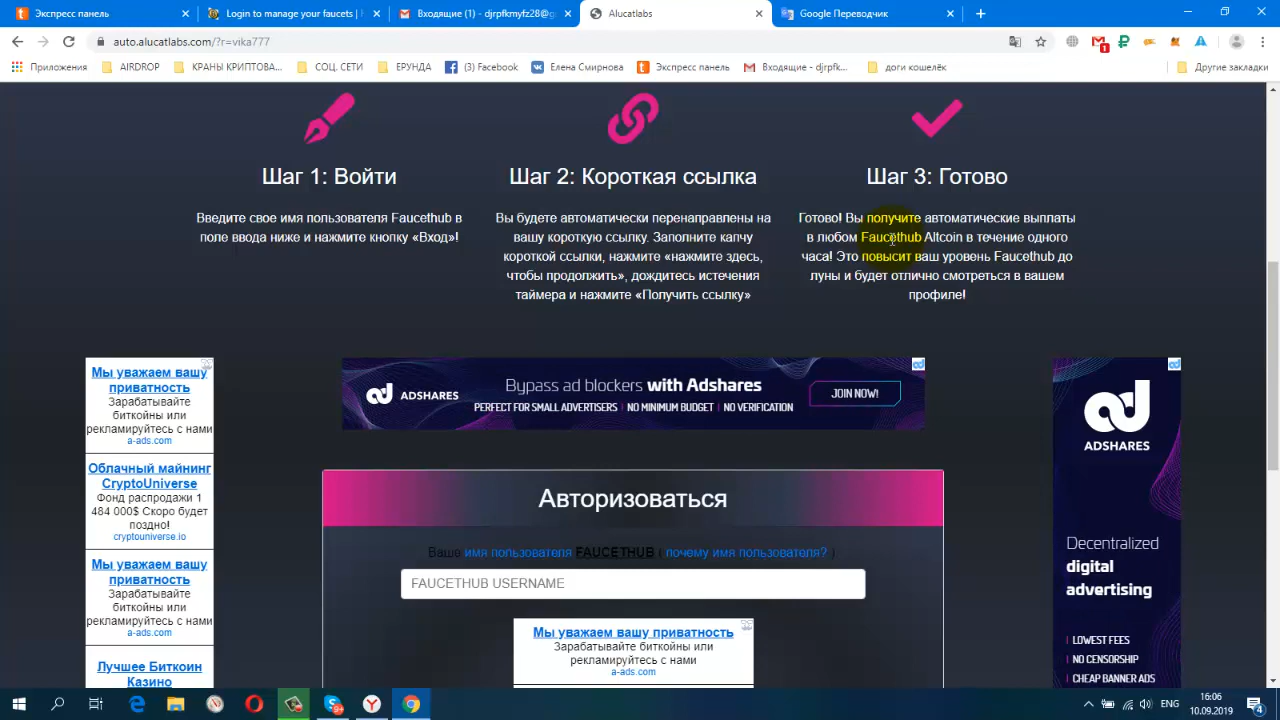 Экспресс панель
Login to manage your faucets |
Входящие (1) - djrpfkmyfz28@g
Alucatlabs
Google Переводчик
auto.alucatlabs.com/?r=vika777
Приложения
AIRDROP
КРАНЫ КРИПТОВА...
СОЦ. СЕТИ
ЕРУНДА
(3) Facebook
Елена Смирнова
Экспресс панель
Входящие - djrpfk...
доги кошелёк
Другие закладки
Шаг 1: Войти
Введите свое имя пользователя Faucethub в
поле ввода ниже и нажмите кнопку «Вход»!
Шаг 2: Короткая ссылка
Вы будете автоматически перенаправлены на
вашу короткую ссылку. Заполните капчу
короткой ссылки, нажмите «нажмите здесь,
чтобы продолжить», дождитесь истечения
таймера и нажмите «Получить ссылку»
Шаг 3: Готово
Готово! Вы получите автоматические выплаты
в любом Faucethub Altcoin в течение одного
часа! Это повысит ваш уровень Faucethub до
луны и будет отлично смотреться в вашем
профиле!
Мы уважаем вашу
приватность
Зарабатывайте
биткойны или
рекламируйтесь с нами
a-ads.com
Облачный майнинг
CryptoUniverse
Фонд распродажи 1
484 000$ Скоро будет
поздно!
cryptouniverse.io
Мы уважаем вашу
приватность
Зарабатывайте
биткойны или
рекламируйтесь с нами
a-ads.com
Лучшее Биткоин
Казино
ADSHARES
Bypass ad blockers with Adshares
PERFECT FOR SMALL ADVERTISERS | NO MINIMUM BUDGET | NO VERIFICATION
JOIN NOW!
Авторизоваться
Ваше имя пользователя FAUCETHUB ( почему имя пользователя? )
FAUCETHUB USERNAME
Мы уважаем вашу приватность
Зарабатывайте биткойны или
рекламируйтесь с нами
a-ads.com
ADSHARES
Decentralized
digital
advertising
| LOWEST FEES
| NO CENSORSHIP
| CHEAP BANNER ADS
ENG
16:06
10.09.2019